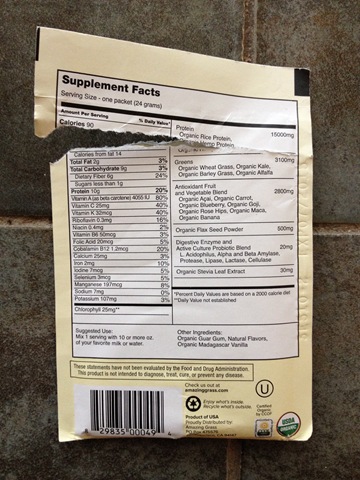 Supplement Facts
Serving Size - one packet (24 grams)
Amount Per Serving
% Daily Value*
Calories 90
Calories from fat 14
Total Fat 2g 3%
Total Carbohydrate 9g 3%
Dietary Fiber 6g 24%
Sugars less than 1g
Protein 10g 20%
Vitamin A (as beta carotene) 4055 IU 80%
Vitamin C 25mg 40%
Vitamin K 32mcg 40%
Riboflavin 0.3mg 16%
Niacin 0.4mg 2%
Vitamin B6 50mcg 3%
Folic Acid 20mcg 5%
Cobalamin B12 1.2mcg 20%
Calcium 25mg 3%
Iron 2mg 10%
Iodine 7mcg 5%
Selenium 3mcg 5%
Manganese 197mcg 8%
Sodium 7mg 0%
Potassium 107mg 3%
Chlorophyll 25mg**
Protein 15000mg
Organic Rice Protein,
Hemp Protein,
Greens 3100mg
Organic Wheat Grass, Organic Kale,
Organic Barley Grass, Organic Alfalfa
Antioxidant Fruit
and Vegetable Blend 2800mg
Organic Açai, Organic Carrot,
Organic Blueberry, Organic Goji,
Organic Rose Hips, Organic Maca,
Organic Banana
Organic Flax Seed Powder 500mg
Digestive Enzyme and
Active Culture Probiotic Blend 20mg
L. Acidophilus, Alpha and Beta Amylase,
Protease, Lipase, Lactase, Cellulase
Organic Stevia Leaf Extract 30mg
*Percent Daily Values are based on a 2000 calorie diet
**Daily Value not established
Suggested Use:
Mix 1 serving with 10 or more oz.
of your favorite milk or water.
Other Ingredients:
Organic Guar Gum, Natural Flavors,
Organic Madagascar Vanilla
These statements have not been evaluated by the Food and Drug Administration.
This product is not intended to diagnose, treat, cure, or prevent any disease.
Check us out at
amazinggrass.com
Enjoy what's inside.
Recycle what's outside.
U
Certified
Organic
by CCOF
Product of USA
Proudly Distributed by:
Amazing Grass
USDA
ORGANIC
29835 00049 4